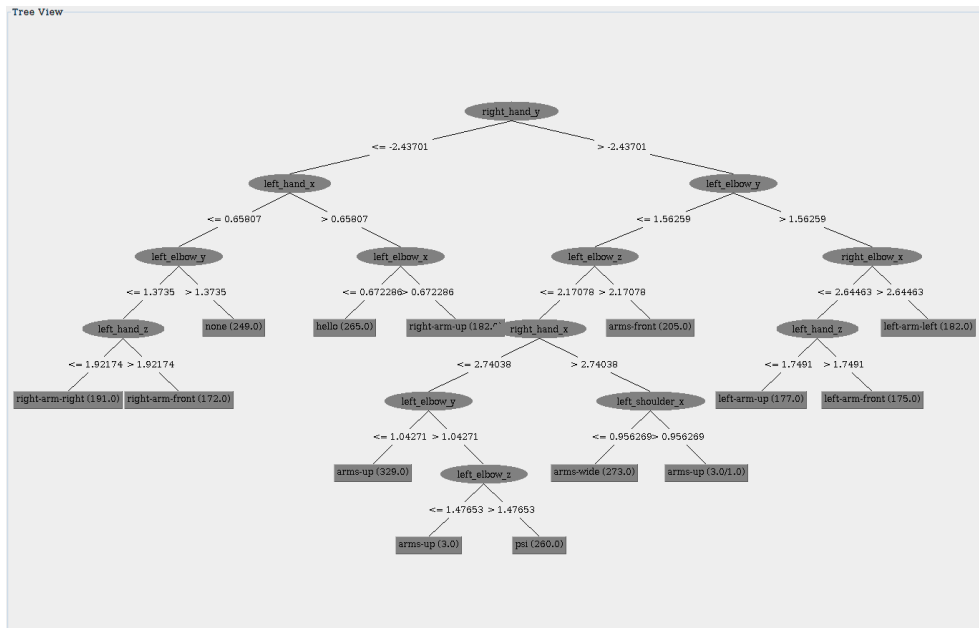 Tree View
right_hand_y
<= -2.43701
> -2.43701
left_hand_x
left_elbow_y
<= 0.65807
> 0.65807
<= 1.56259
> 1.56259
left_elbow_y
left_elbow_x
left_elbow_z
right_elbow_x
<= 1.3735
> 1.3735
<= 0.672286
> 0.672286
<= 2.17078
> 2.17078
<= 2.64463
> 2.64463
left_hand_z
none (249.0)
hello (265.0)
right-arm-up (182.
right_hand_x
arms-front (205.0)
left_hand_z
left-arm-left (182.0)
<= 1.92174
> 1.92174
<= 2.74038
> 2.74038
<= 1.7491
> 1.7491
right-arm-right (191.0)
right-arm-front (172.0)
left_elbow_y
left_shoulder_x
left-arm-up (177.0)
left-arm-front (175.0)
<= 1.04271
> 1.04271
<= 0.956269
> 0.956269
arms-up (329.0)
left_elbow_z
arms-wide (273.0)
arms-up (3.0/1.0)
<= 1.47653
> 1.47653
arms-up (3.0)
psi (260.0)